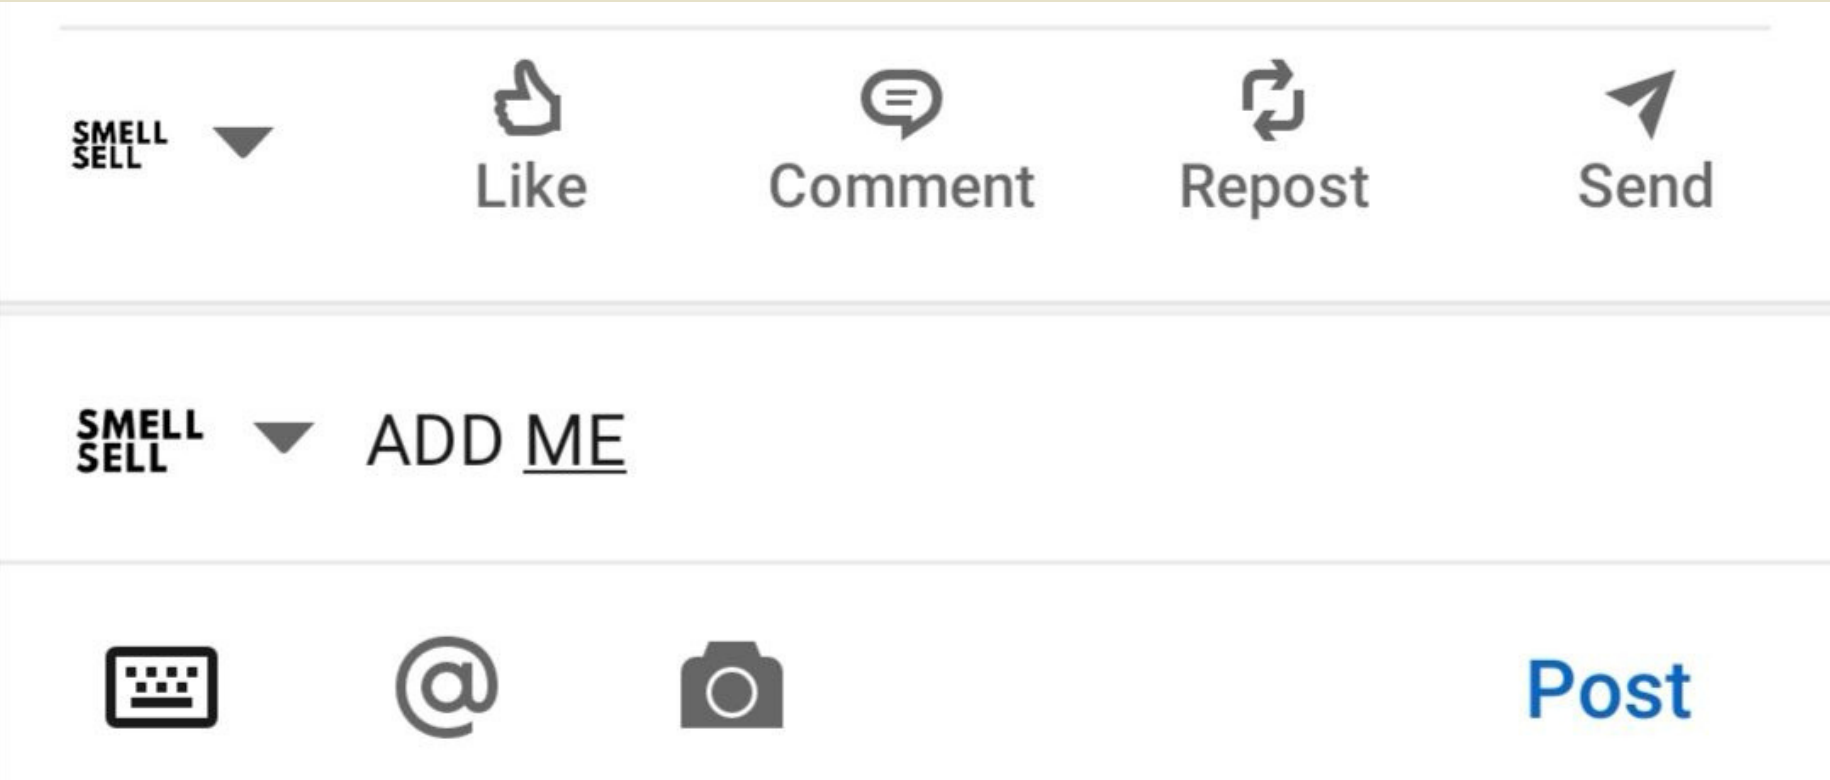 SMELL
SELL
Like Comment Repost Send
SMELL
SELL
ADD ME
Post